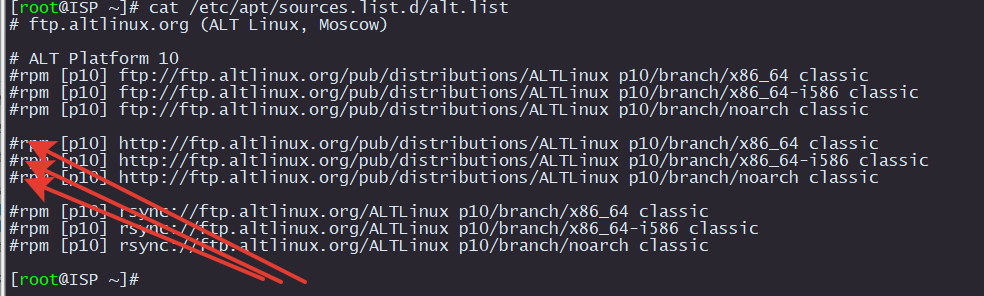 [root@ISP ~]# cat /etc/apt/sources.list.d/alt.list
# ftp.altlinux.org (ALT Linux, Moscow)
# ALT Platform 10
#rpm [p10] ftp://ftp.altlinux.org/pub/distributions/ALTLinux p10/branch/x86_64 classic
#rpm [p10] ftp://ftp.altlinux.org/pub/distributions/ALTLinux p10/branch/x86_64-i586 classic
#rpm [p10] ftp://ftp.altlinux.org/pub/distributions/ALTLinux p10/branch/noarch classic
#rpm [p10] http://ftp.altlinux.org/pub/distributions/ALTLinux p10/branch/x86_64 classic
#rpm [p10] http://ftp.altlinux.org/pub/distributions/ALTLinux p10/branch/x86_64-i586 classic
#rpm [p10] http://ftp.altlinux.org/pub/distributions/ALTLinux p10/branch/noarch classic
#rpm [p10] rsync://ftp.altlinux.org/ALTLinux p10/branch/x86_64 classic
#rpm [p10] rsync://ftp.altlinux.org/ALTLinux p10/branch/x86_64-i586 classic
#rpm [p10] rsync://ftp.altlinux.org/ALTLinux p10/branch/noarch classic
[root@ISP ~]#